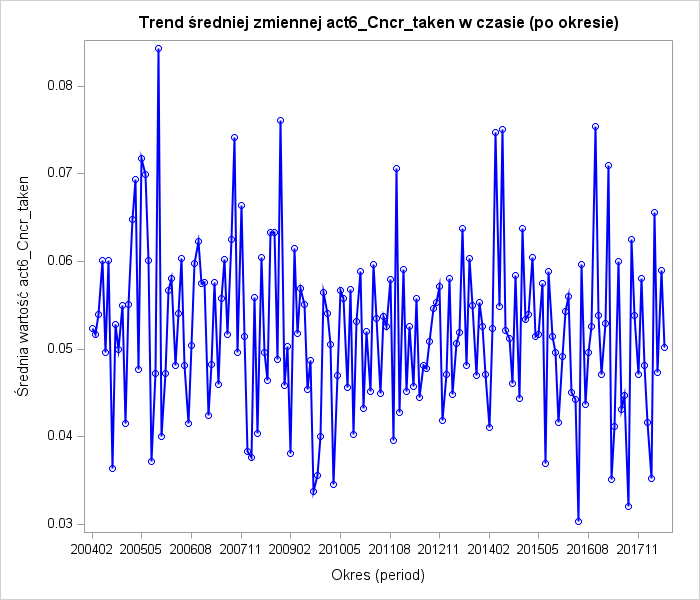 Trend średniej zmiennej act6_Cncr_taken w czasie (po okresie)
Średnia wartość act6_Cncr_taken
0.08
0.07
0.06
0.05
0.04
0.03
200402 200505 200608 200711 200902 201005 201108 201211 201402 201505 201608 201711
Okres (period)